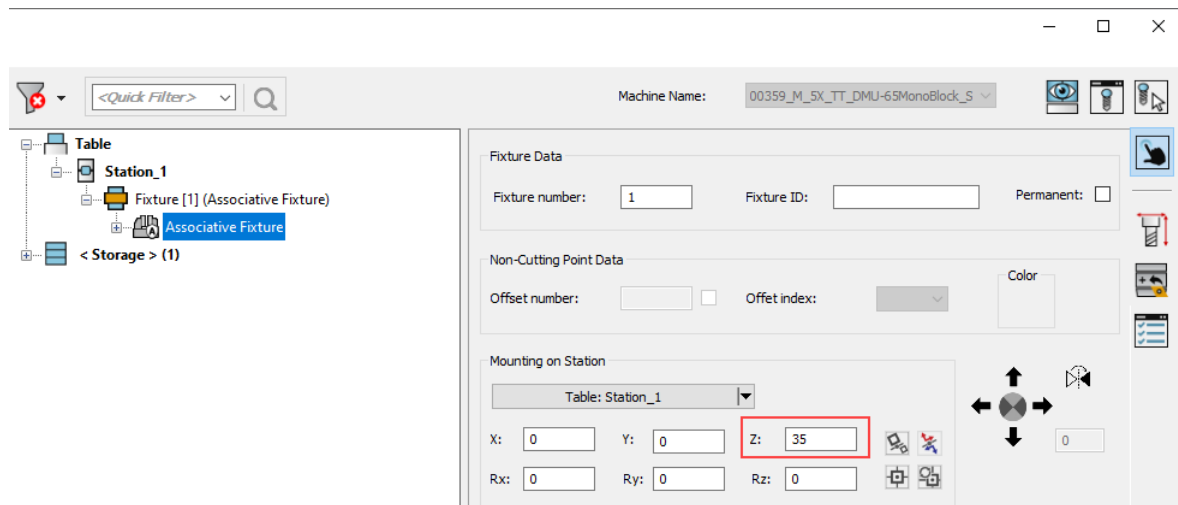 <Quick Filter>
Machine Name: 00359_M_5X_TT_DMU-65MonoBlock_S
Table
Station_1
Fixture [1] (Associative Fixture)
Associative Fixture
< Storage > (1)
Fixture Data
Fixture number: 1 Fixture ID: Permanent:
Non-Cutting Point Data
Offset number: Offet index: Color
Mounting on Station
Table: Station_1
X: 0 Y: 0 Z: 35
0
Rx: 0 Ry: 0 Rz: 0